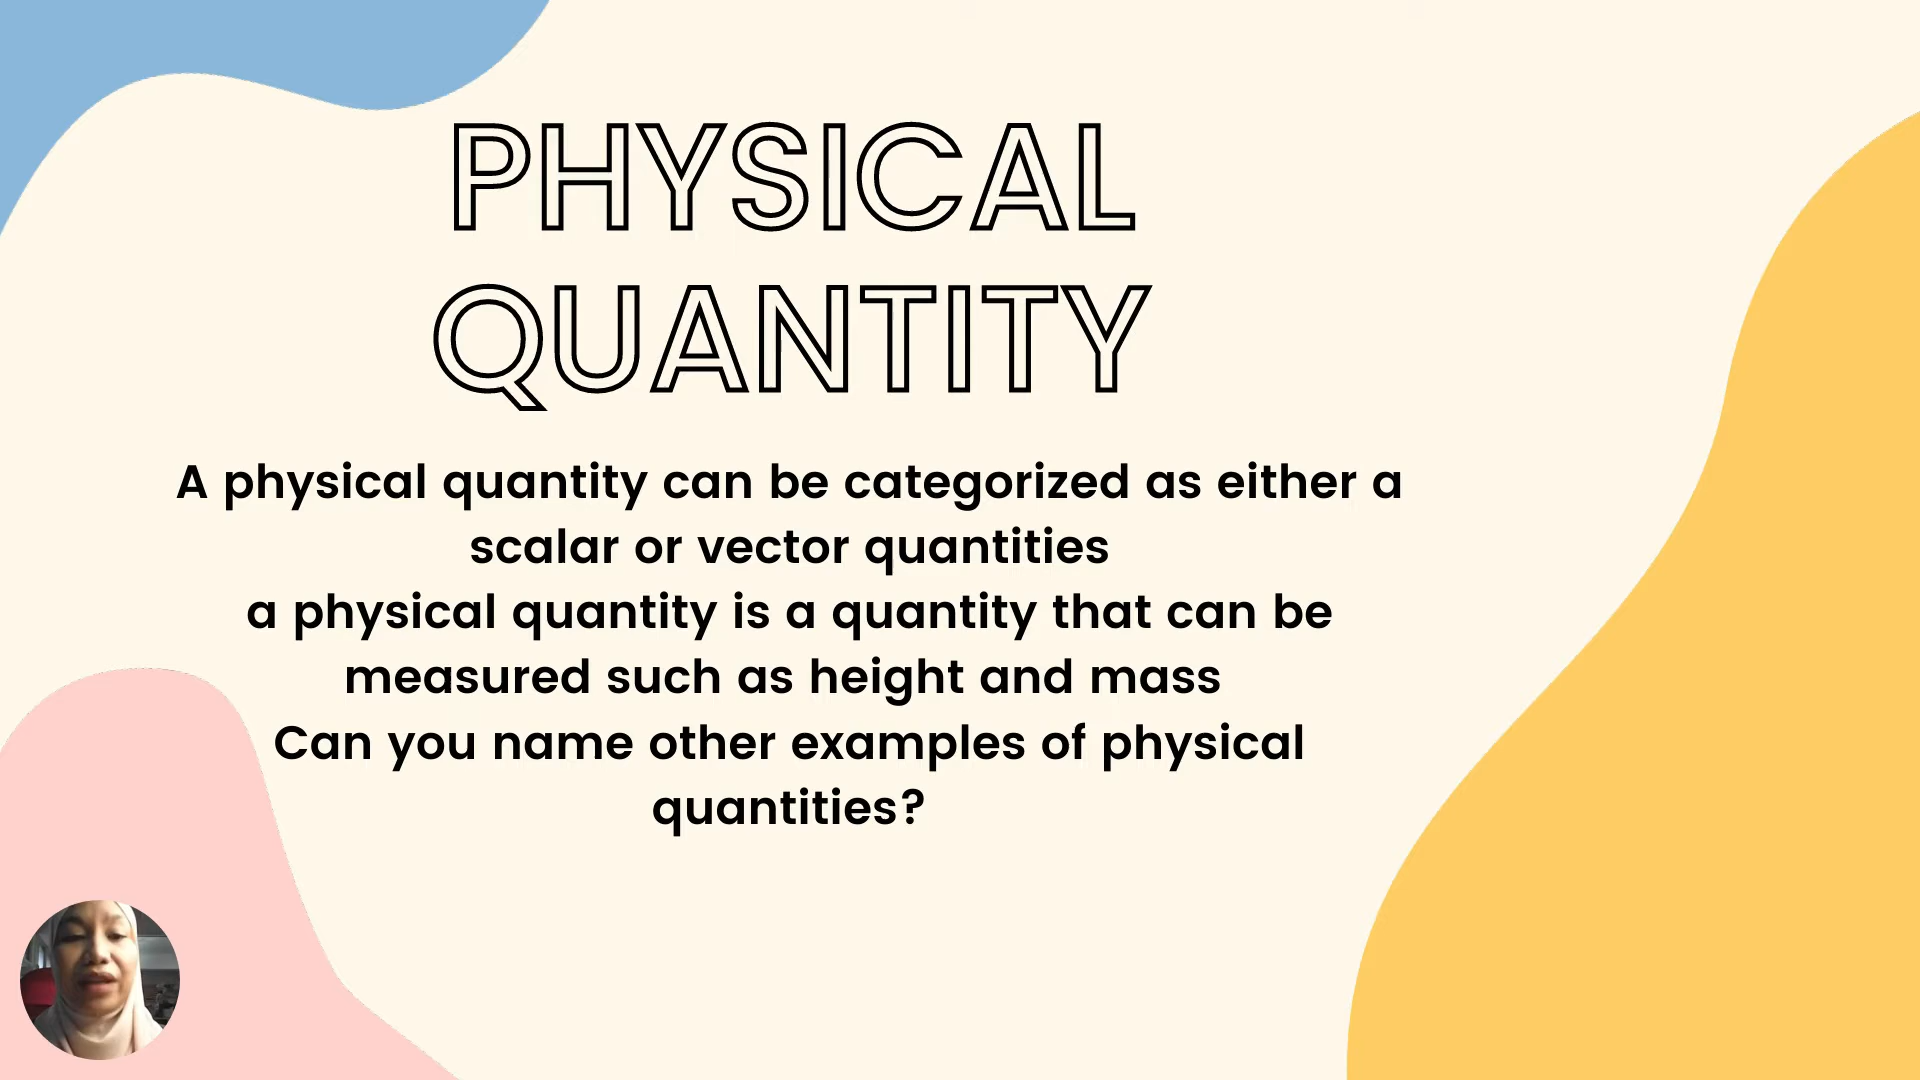 PHYSICAL
QUANTITY
A physical quantity can be categorized as either a
scalar or vector quantities
a physical quantity is a quantity that can be
measured such as height and mass
Can you name other examples of physical
quantities?